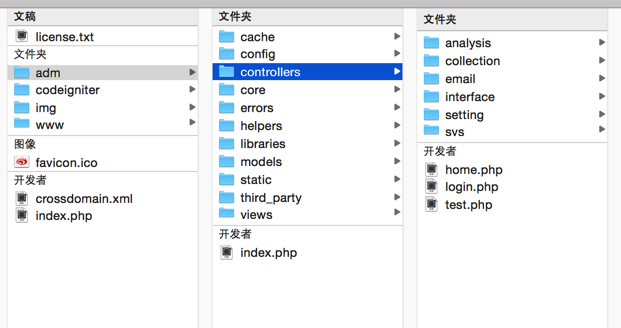 文稿
license.txt
文件夹
adm
codeigniter
img
www
图像
favicon.ico
开发者
crossdomain.xml
index.php
文件夹
cache
config
controllers
core
errors
helpers
libraries
models
static
third_party
views
开发者
index.php
文件夹
analysis
collection
email
interface
setting
svs
开发者
home.php
login.php
test.php